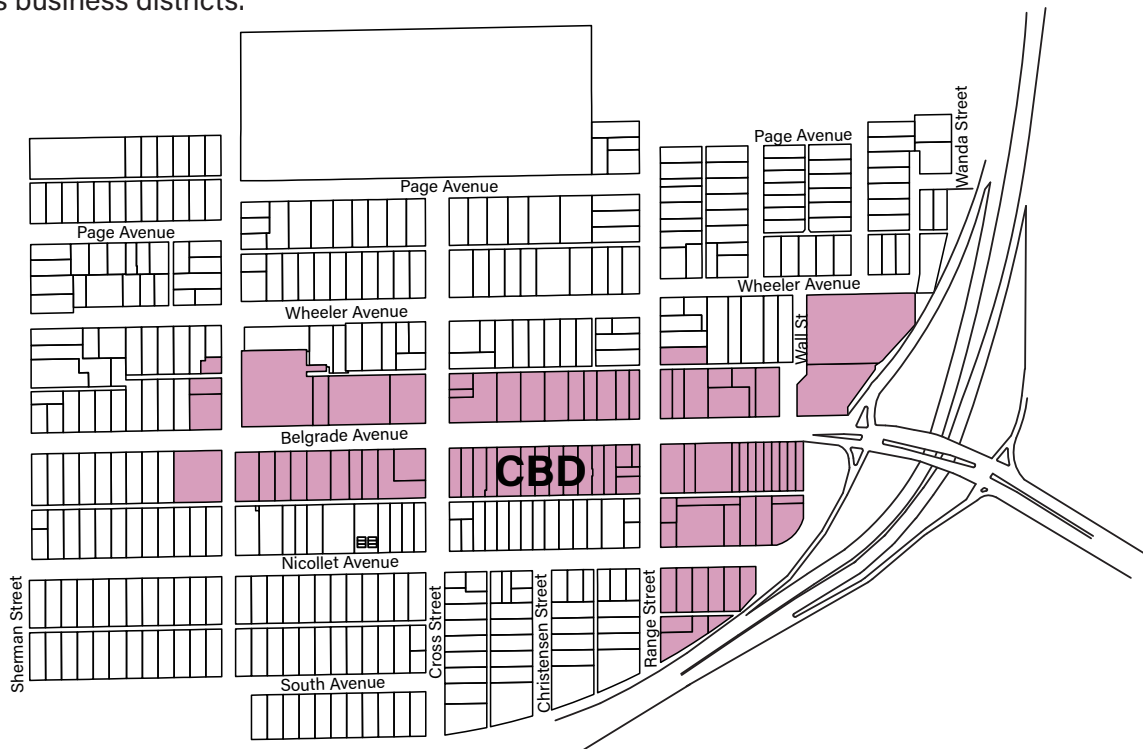 s business districts.
Page Avenue
Wanda Street
Page Avenue
Page Avenue
Wheeler Avenue
Wheeler Avenue
Wall St
Belgrade Avenue
CBD
Nicollet Avenue
Sherman Street
Cross Street
Christensen Street
Range Street
South Avenue